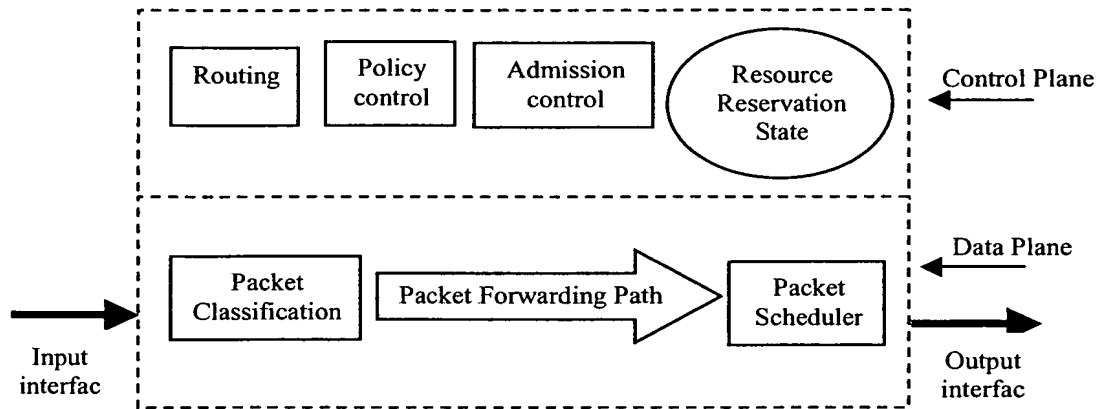 Routing
Policy
control
Admission
control
Resource
Reservation
State
Control Plane
Data Plane
Packet
Classification
Packet Forwarding Path
Packet
Scheduler
Input
interfac
Output
interfac